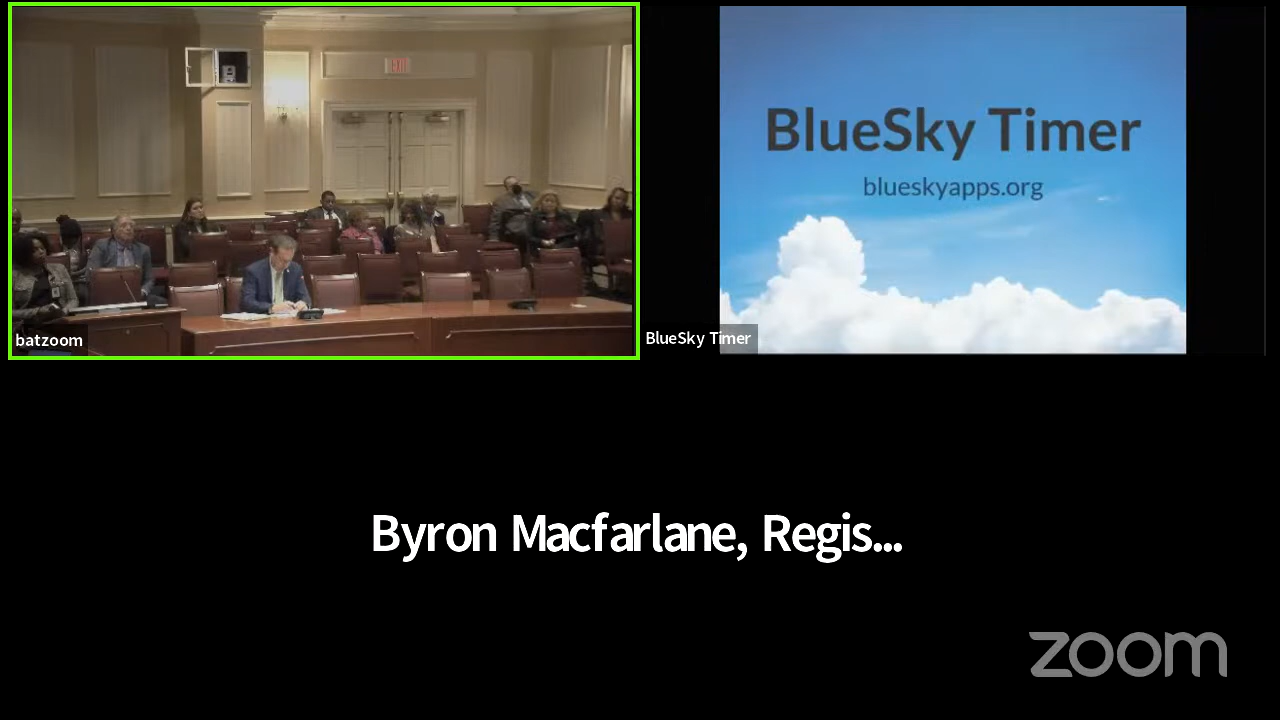 EXIT
batzoom
BlueSky Timer
blueskyapps.org
BlueSky Timer
Byron Macfarlane, Regis...
zoom